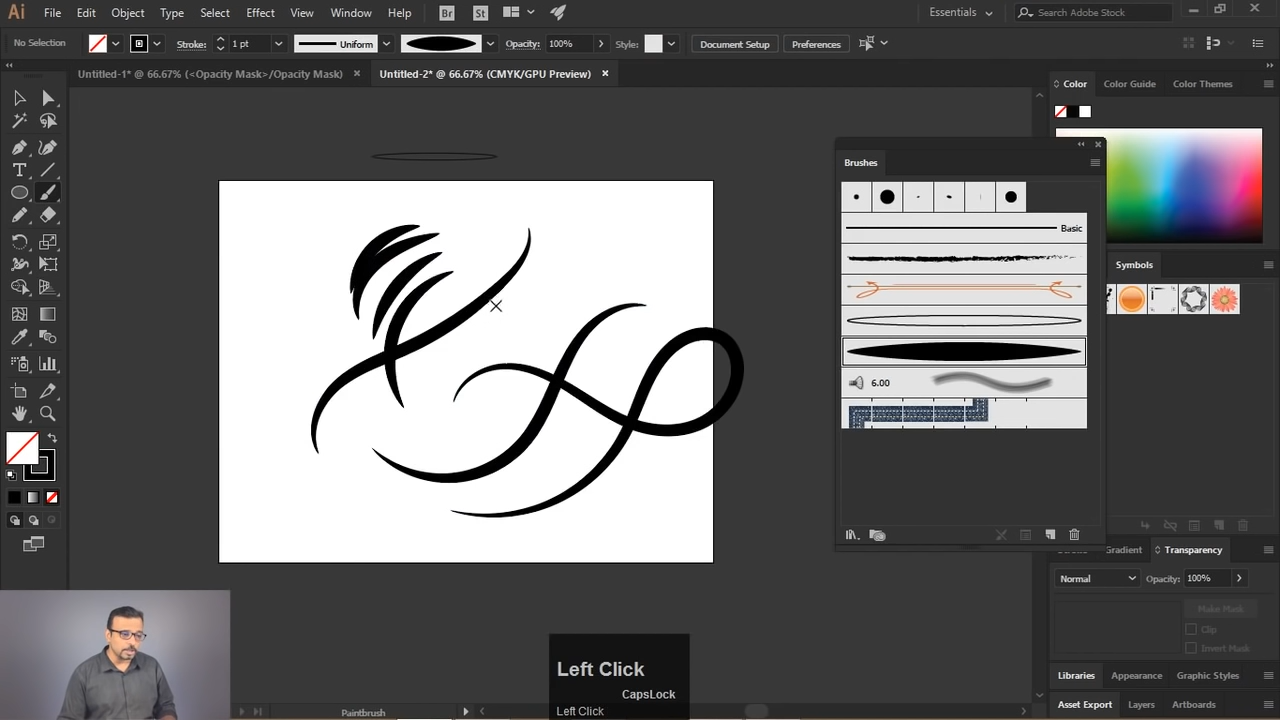 Ai File Edit Object Type Select Effect View Window Help Br St Essentials Search Adobe Stock
No Selection Stroke: 1 pt Uniform Opacity: 100% Style: Document Setup Preferences
Untitled-1* @ 66.67% (<Opacity Mask>/Opacity Mask) Untitled-2* @ 66.67% (CMYK/GPU Preview)
Color Color Guide Color Themes
Brushes
Basic
6.00
Symbols
Stroke Gradient Transparency
Normal Opacity: 100%
Make Mask
Clip
Invert Mask
Libraries Appearance Graphic Styles
Asset Export Layers Artboards
Left Click
CapsLock
Left Click
Paintbrush